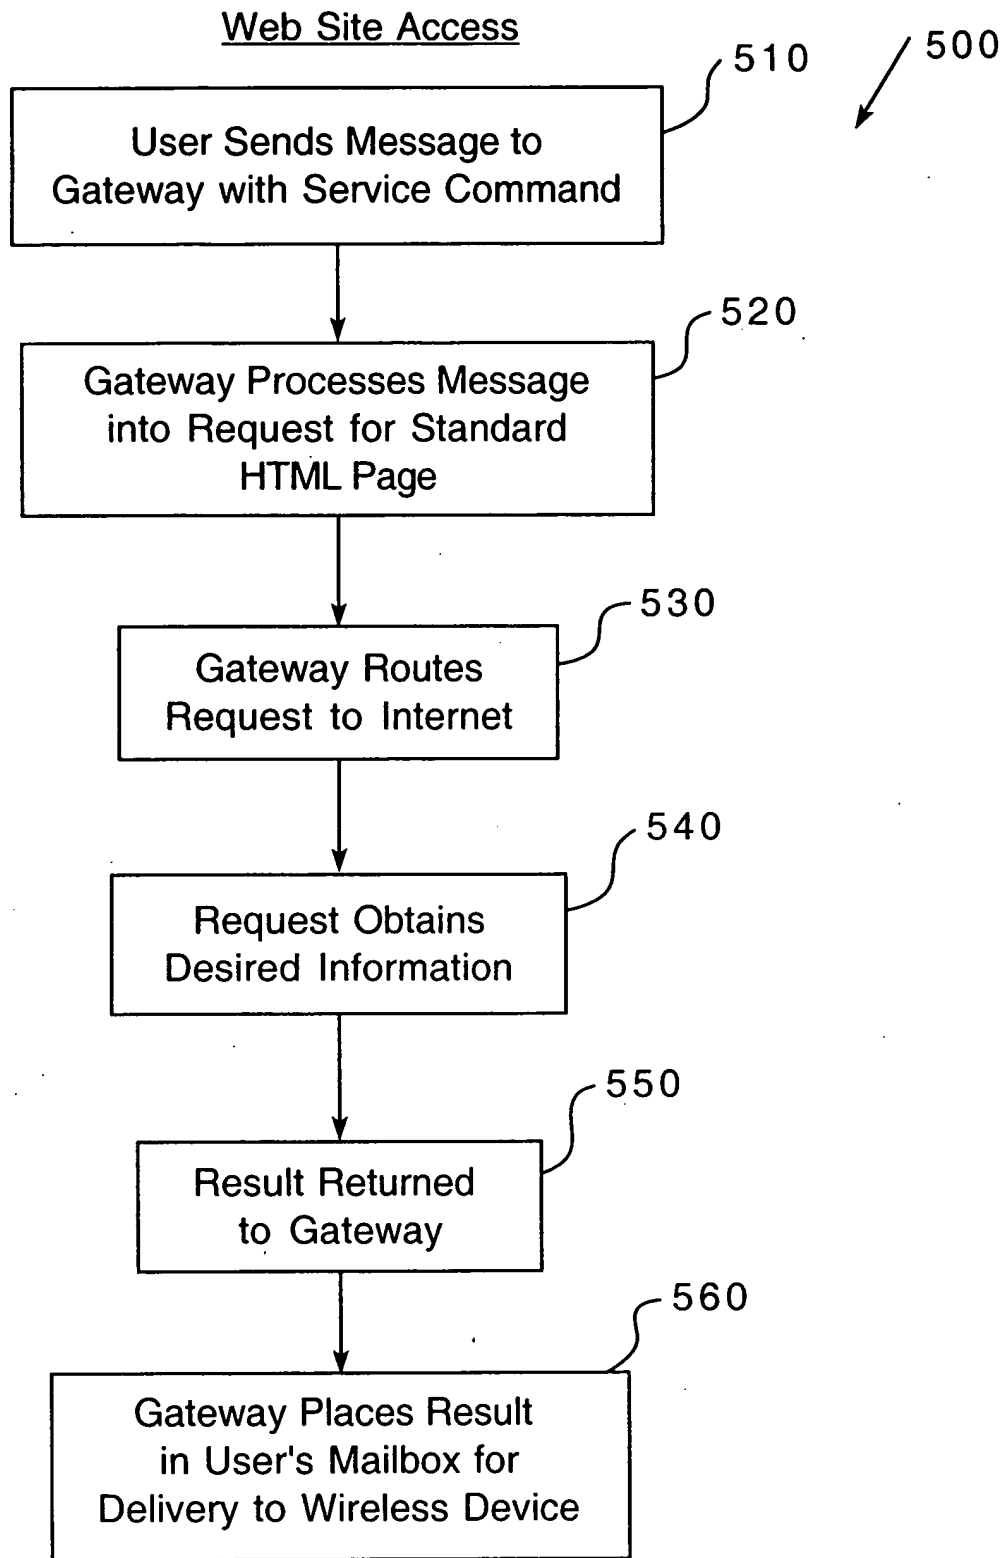 Web Site Access
500
510
User Sends Message to
Gateway with Service Command
520
Gateway Processes Message
into Request for Standard
HTML Page
530
Gateway Routes
Request to Internet
540
Request Obtains
Desired Information
550
Result Returned
to Gateway
560
Gateway Places Result
in User's Mailbox for
Delivery to Wireless Device